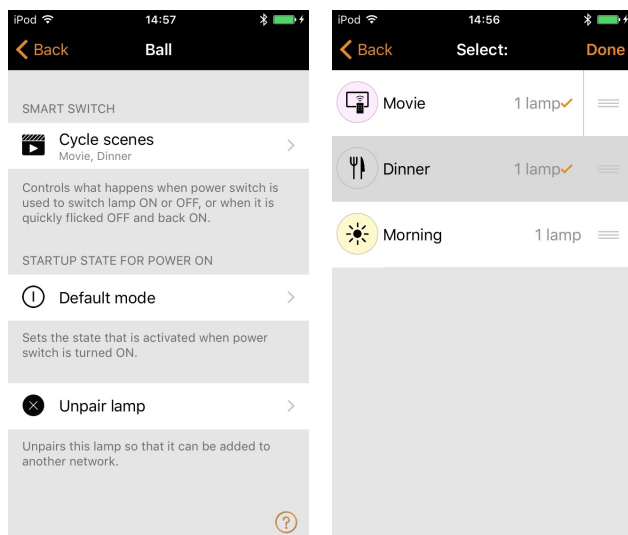 iPod 14:57
Back Ball
SMART SWITCH
Cycle scenes
Movie, Dinner
Controls what happens when power switch is
used to switch lamp ON or OFF, or when it is
quickly flicked OFF and back ON.
STARTUP STATE FOR POWER ON
Default mode
Sets the state that is activated when power
switch is turned ON.
Unpair lamp
Unpairs this lamp so that it can be added to
another network.
?
iPod 14:56
Back Select: Done
Movie 1 lamp
Dinner 1 lamp
Morning 1 lamp